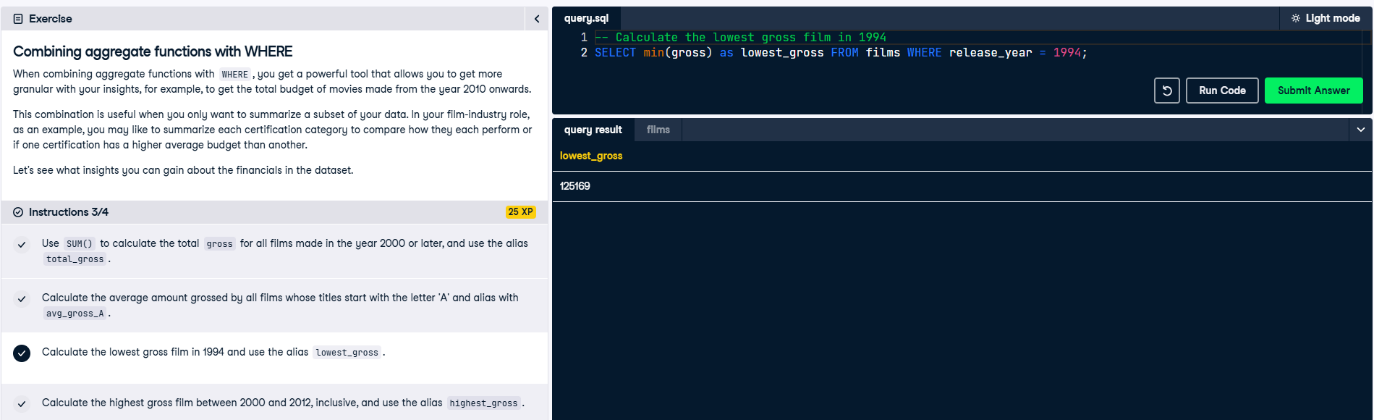 Exercise
Combining aggregate functions with WHERE
When combining aggregate functions with WHERE, you get a powerful tool that allows you to get more
granular with your insights, for example, to get the total budget of movies made from the year 2010 onwards.
This combination is useful when you only want to summarize a subset of your data. In your film-industry role,
as an example, you may like to summarize each certification category to compare how they each perform or
if one certification has a higher average budget than another.
Let's see what insights you can gain about the financials in the dataset.
Instructions 3/4
25 XP
Use SUM() to calculate the total gross for all films made in the year 2000 or later, and use the alias
total_gross.
Calculate the average amount grossed by all films whose titles start with the letter 'A' and alias with
avg_gross_A.
Calculate the lowest gross film in 1994 and use the alias lowest_gross.
Calculate the highest gross film between 2000 and 2012, inclusive, and use the alias highest_gross.
query.sql
Light mode
1 -- Calculate the lowest gross film in 1994
2 SELECT min(gross) as lowest_gross FROM films WHERE release_year = 1994;
Run Code
Submit Answer
query result
films
lowest_gross
125169